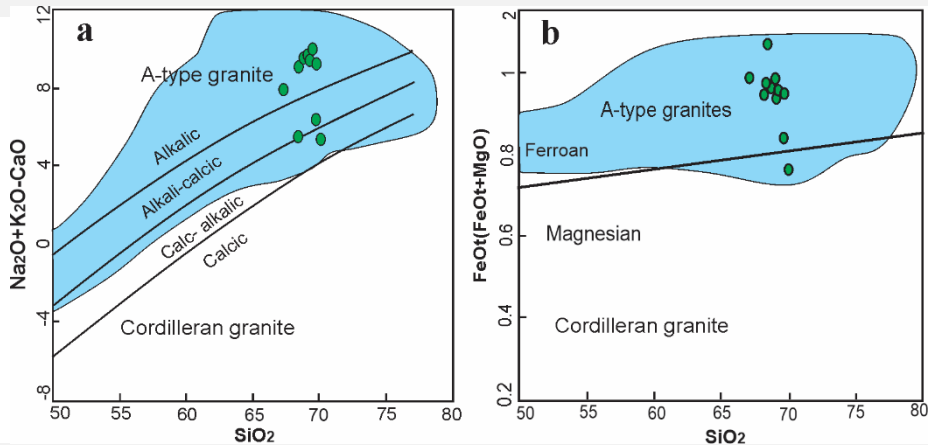 a
12
8
4
0
-4
-8
Na2O+K2O-CaO
A-type granite
Alkalic
Alkali-calcic
Calc- alkalic
Calcic
Cordilleran granite
50 55 60 65 70 75 80
SiO2
b
2
1
0.8
0.6
0.4
0.2
FeOt(FeOt+MgO)
A-type granites
Ferroan
Magnesian
Cordilleran granite
50 55 60 65 70 75 80
SiO2